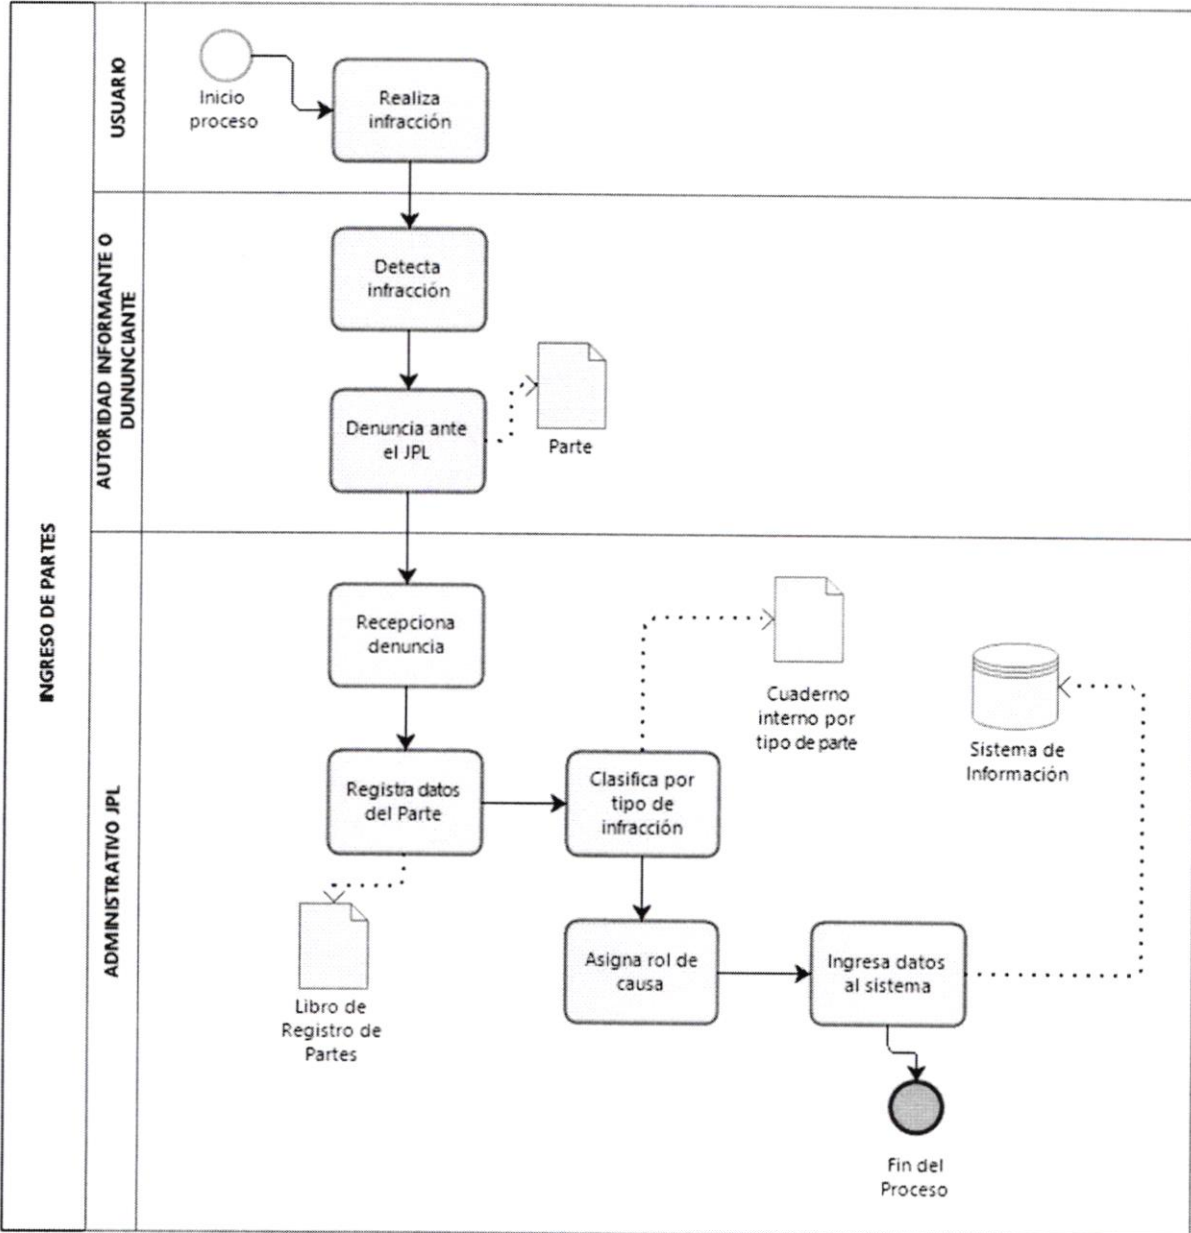 INGRESO DE PARTES
USUARIO
Inicio
proceso
Realiza
infracción
AUTORIDAD INFORMANTE O
DUNUNCIANTE
Detecta
infracción
Denuncia ante
el JPL
Parte
ADMINISTRATIVO JPL
Recepciona
denuncia
Cuaderno
interno por
tipo de parte
Sistema de
Información
Registra datos
del Parte
Clasifica por
tipo de
infracción
Libro de
Registro de
Partes
Asigna rol de
causa
Ingresa datos
al sistema
Fin del
Proceso